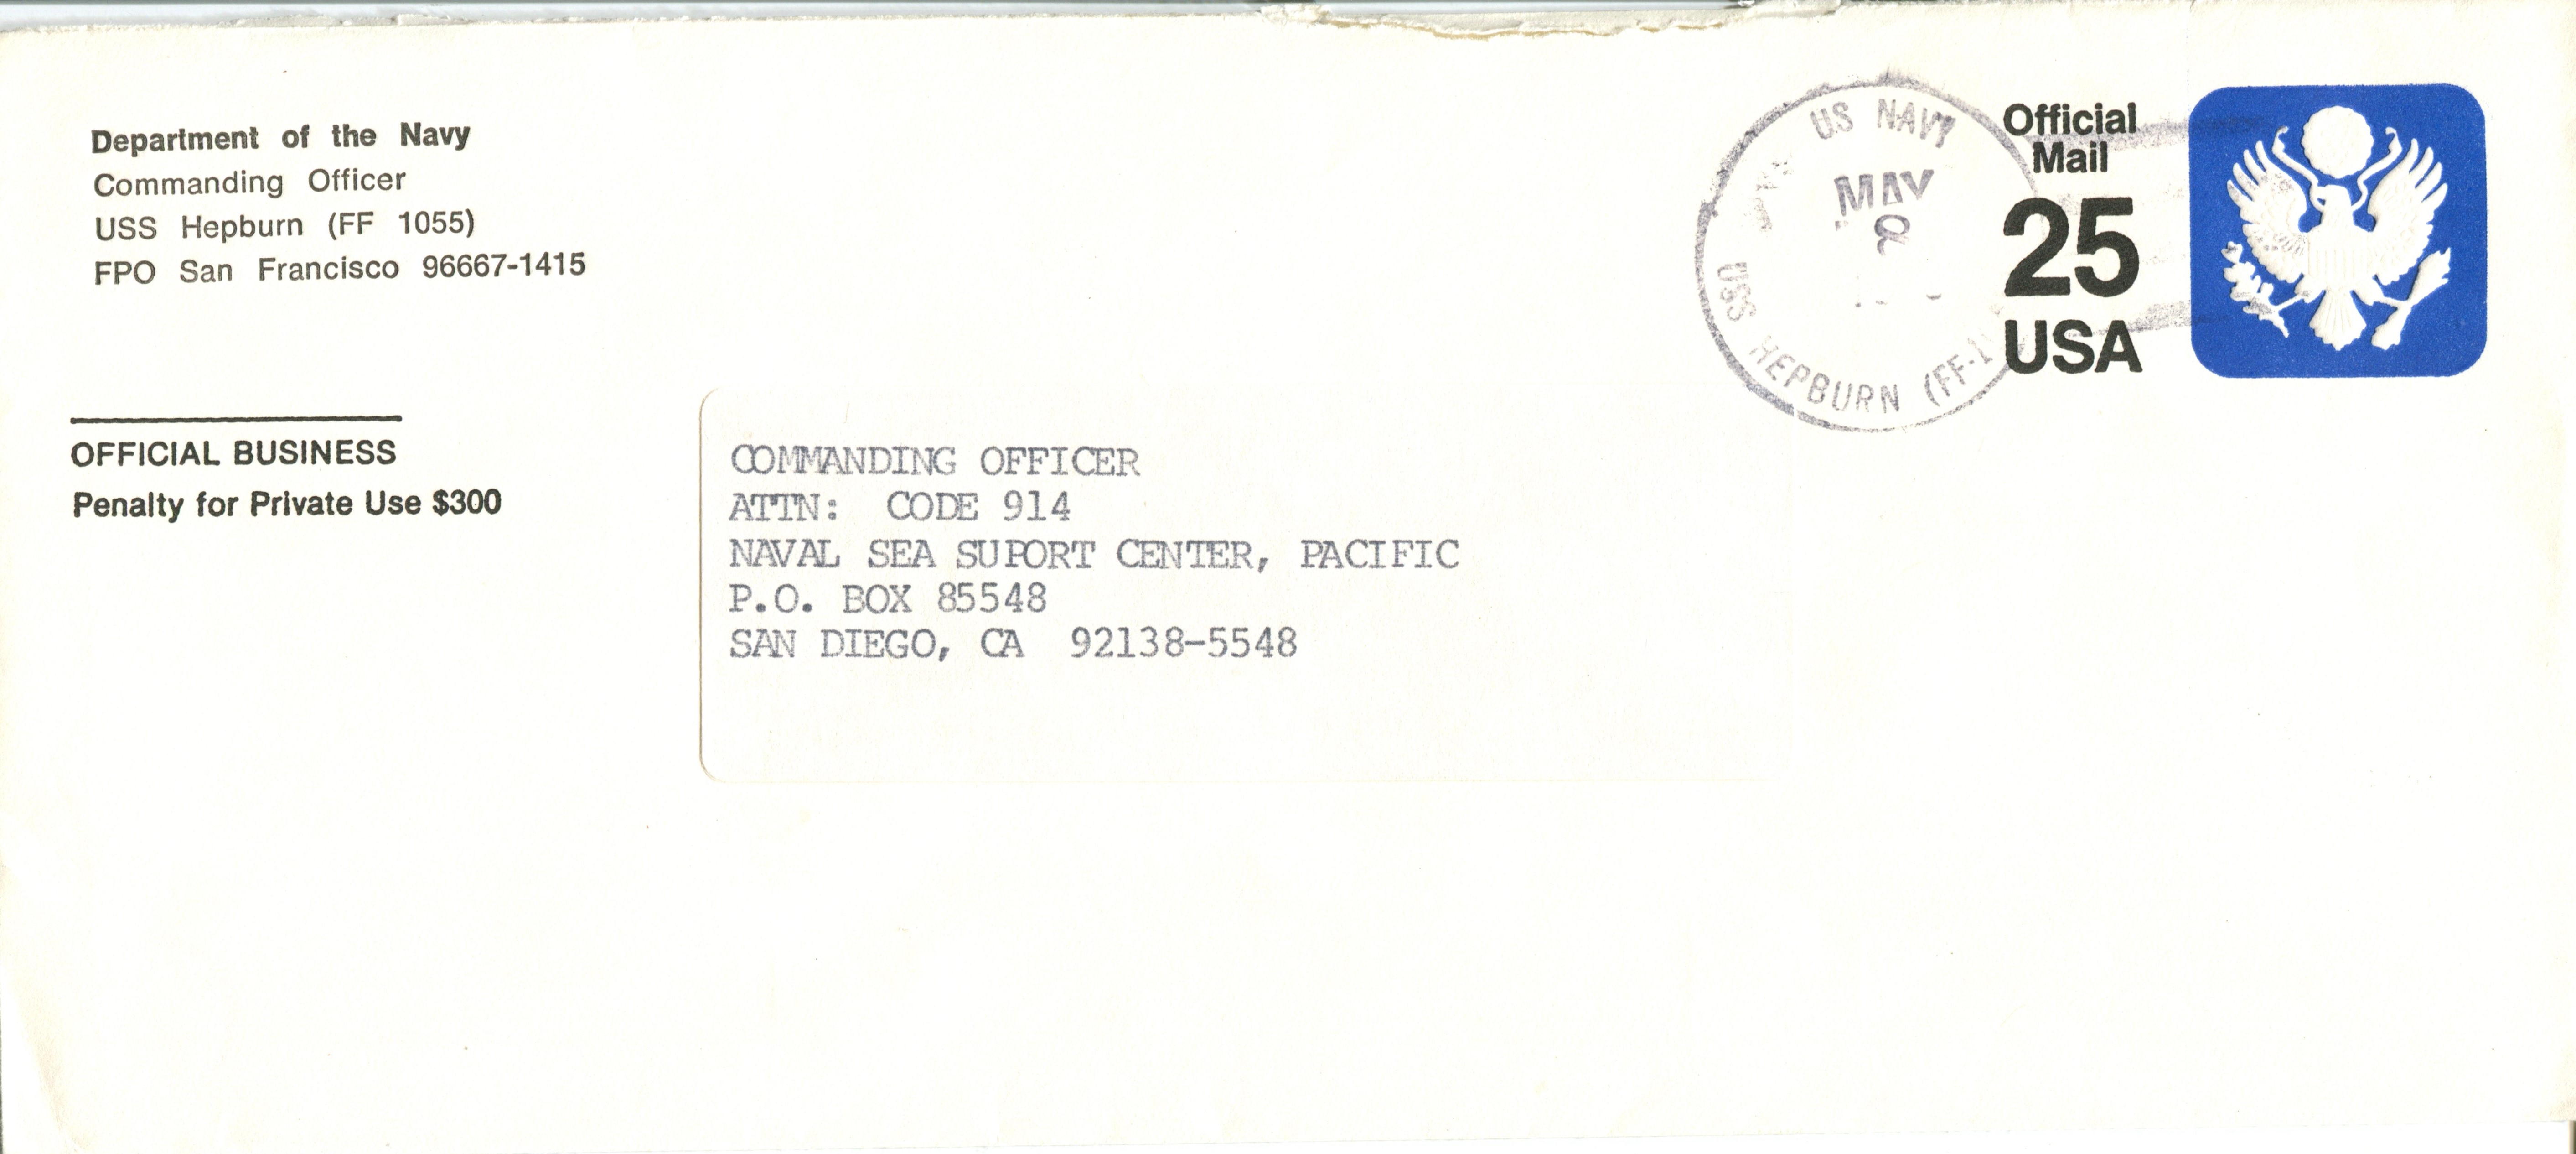 Department of the Navy
Commanding Officer
USS Hepburn (FF 1055)
FPO San Francisco 96667-1415
OFFICIAL BUSINESS
Penalty for Private Use $300
US NAVY
MAY
USS HEPBURN (FF-1
Official
Mail
25
USA
COMMANDING OFFICER
ATTN: CODE 914
NAVAL SEA SUPORT CENTER, PACIFIC
P.O. BOX 85548
SAN DIEGO, CA 92138-5548